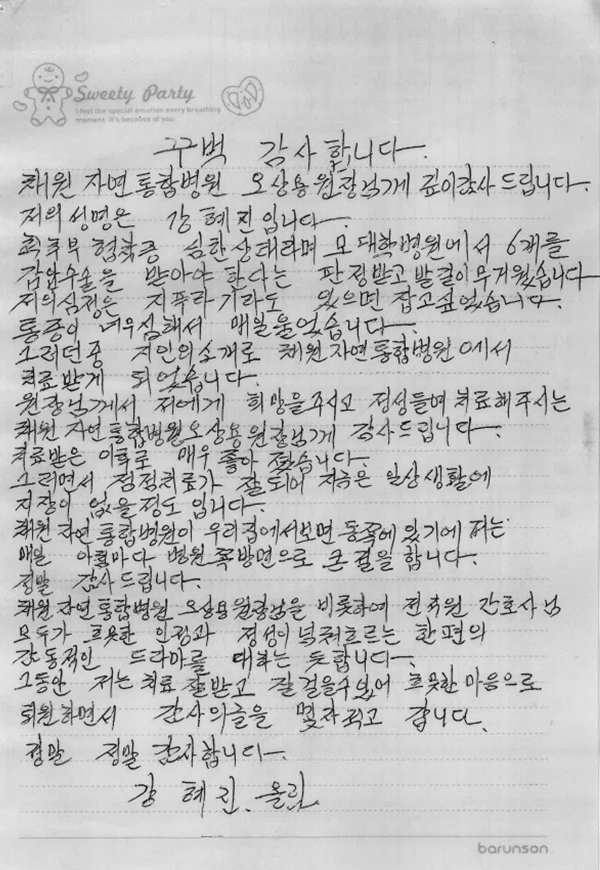 Sweety Party
I feel the special emotion every breathing
moment. It's because of you.
꾸벅 감사합니다.
채원 자연통합병원 오상용원장님께 깊이감사드립니다.
저의성명은 강혜진입니다.
척추부 협착증 심한상태라며 모대학병원에서 6개를
감압수술을 받아야 한다는 판정받고 발걸이무거웠습니다
저의심정은 지푸라기라도 있으면 잡고싶었습니다.
통증이 너무심해서 매일울었습니다.
그러던중 지인의소개로 채원자연통합병원에서
치료받게 되었습니다.
원장님께서 저에게 희망을주시고 정성들여치료해주시는
채원 자연통합병원오상용원장님께 감사드립니다.
치료받은 이후로 매우좋아 졌습니다.
그러면서 점점치료가 잘되어 지금은 일상생활에
지장이 없을정도 입니다.
채원자연통합병원이 우리집에서보면동쪽에있기에 저는
매일 아침마다 병원쪽방면으로 큰절을합니다.
정말 감사드립니다.
채원자연통합병원 오상용원장님을 비롯하여 전직원 간호사님
모두가 흐뭇한 인정과 정성이넘쳐흐르는 한편의
감동적인 드라마를 대하는 듯합니다.
그동안 저는치료잘받고 잘걸을수있어 흐뭇한마음으로
퇴원하면서 감사의글을 몇자적고 갑니다.
정말 정말감사합니다.
강혜진 올림.
barunson